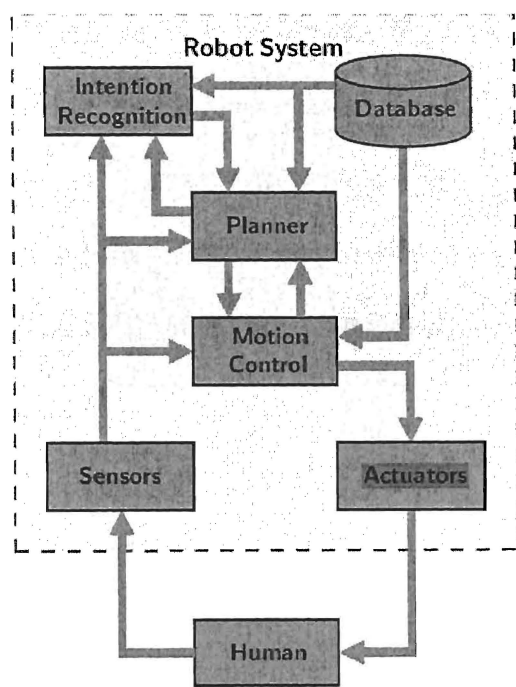 Robot System
Intention
Recognition
Database
Planner
Motion
Control
Sensors
Actuators
Human